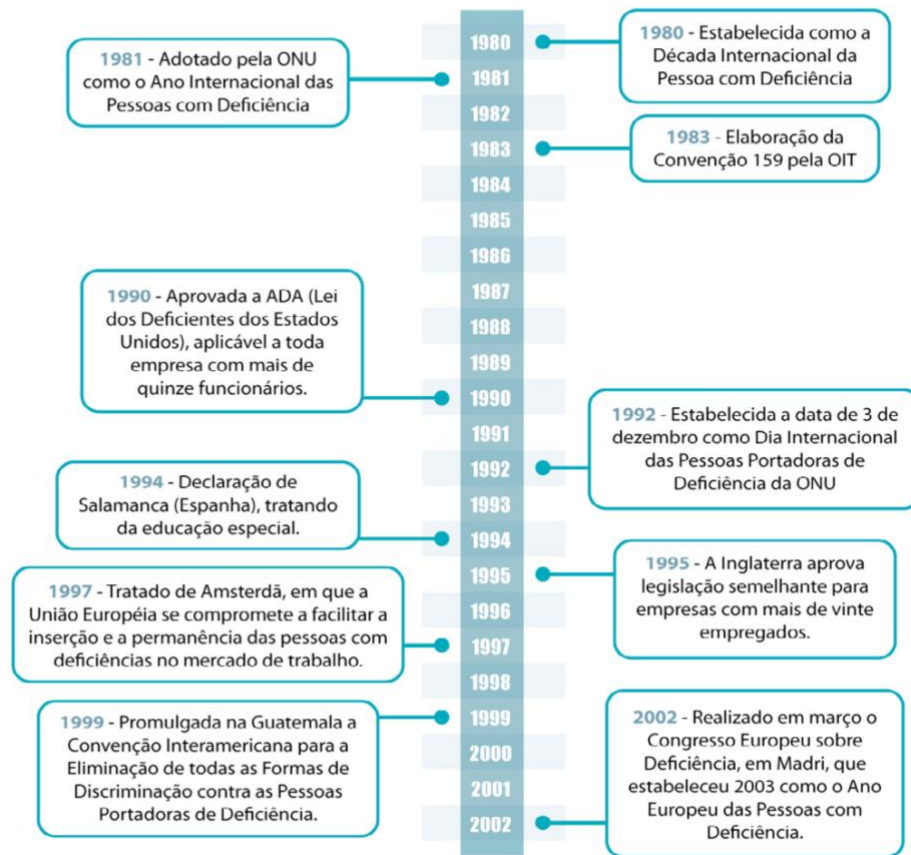 1980 - Estabelecida como a
Década Internacional da
Pessoa com Deficiência
1981 - Adotado pela ONU
como o Ano Internacional das
Pessoas com Deficiência
1983 - Elaboração da
Convenção 159 pela OIT
1990 - Aprovada a ADA (Lei
dos Deficientes dos Estados
Unidos), aplicável a toda
empresa com mais de
quinze funcionários.
1992 - Estabelecida a data de 3 de
dezembro como Dia Internacional
das Pessoas Portadoras de
Deficiência da ONU
1994 - Declaração de
Salamanca (Espanha), tratando
da educação especial.
1995 - A Inglaterra aprova
legislação semelhante para
empresas com mais de vinte
empregados.
1997 - Tratado de Amsterdã, em que a
União Européia se compromete a facilitar a
inserção e a permanência das pessoas com
deficiências no mercado de trabalho.
1999 - Promulgada na Guatemala a
Convenção Interamericana para a
Eliminação de todas as Formas de
Discriminação contra as Pessoas
Portadoras de Deficiência.
2002 - Realizado em março o
Congresso Europeu sobre
Deficiência, em Madri, que
estabeleceu 2003 como o Ano
Europeu das Pessoas com
Deficiência.
1980
1981
1982
1983
1984
1985
1986
1987
1988
1989
1990
1991
1992
1993
1994
1995
1996
1997
1998
1999
2000
2001
2002